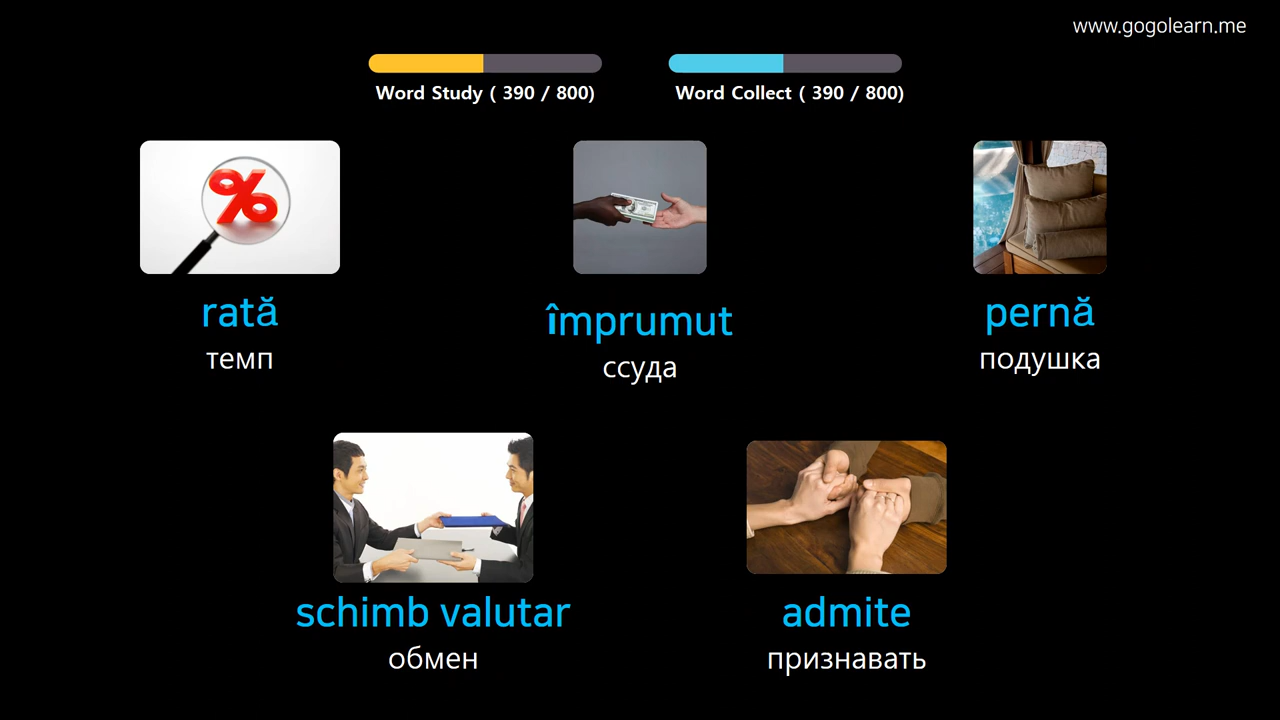 www.gogolearn.me
Word Study ( 390 / 800)
Word Collect ( 390 / 800)
%
rată
темп
împrumut
ссуда
pernă
подушка
schimb valutar
обмен
admite
признавать